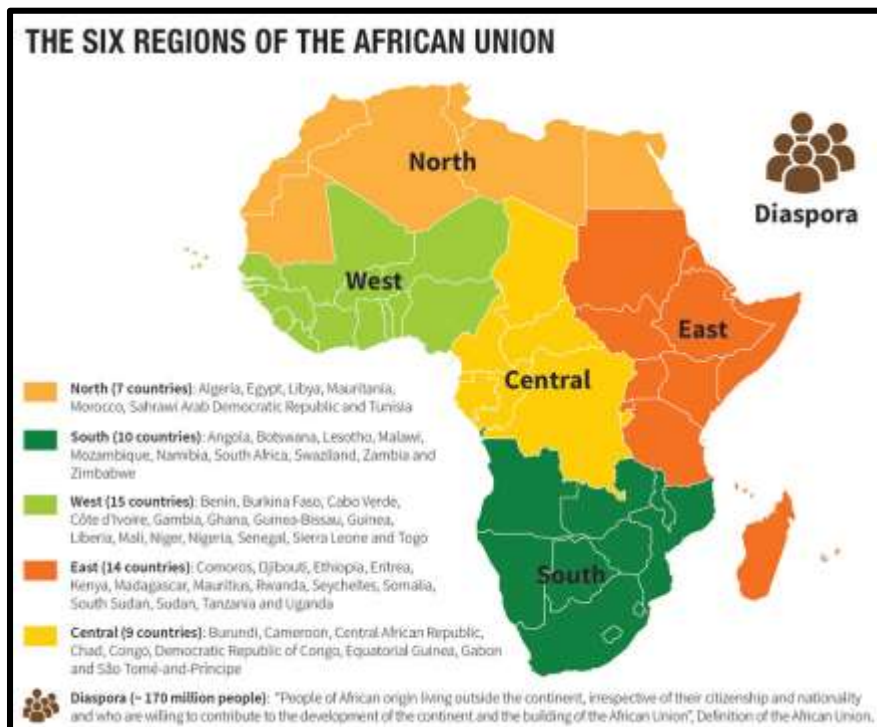 THE SIX REGIONS OF THE AFRICAN UNION
North
Diaspora
West
East
Central
South
North (7 countries): Algeria, Egypt, Libya, Mauritania,
Morocco, Sahrawi Arab Democratic Republic and Tunisia
South (10 countries): Angola, Botswana, Lesotho, Malawi,
Mozambique, Namibia, South Africa, Swaziland, Zambia and
Zimbabwe
West (15 countries): Benin, Burkina Faso, Cabo Verde,
Côte d'Ivoire, Gambia, Ghana, Guinea-Bissau, Guinea,
Liberia, Mali, Niger, Nigeria, Senegal, Sierra Leone and Togo
East (14 countries): Comoros, Djibouti, Ethiopia, Eritrea,
Kenya, Madagascar, Mauritius, Rwanda, Seychelles, Somalia,
South Sudan, Sudan, Tanzania and Uganda
Central (9 countries): Burundi, Cameroon, Central African Republic,
Chad, Congo, Democratic Republic of Congo, Equatorial Guinea, Gabon
and São Tomé-and-Príncipe
Diaspora (~ 170 million people): "People of African origin living outside the continent, irrespective of their citizenship and nationality
and who are willing to contribute to the development of the continent and the building of the African Union", Definition of the African Union.